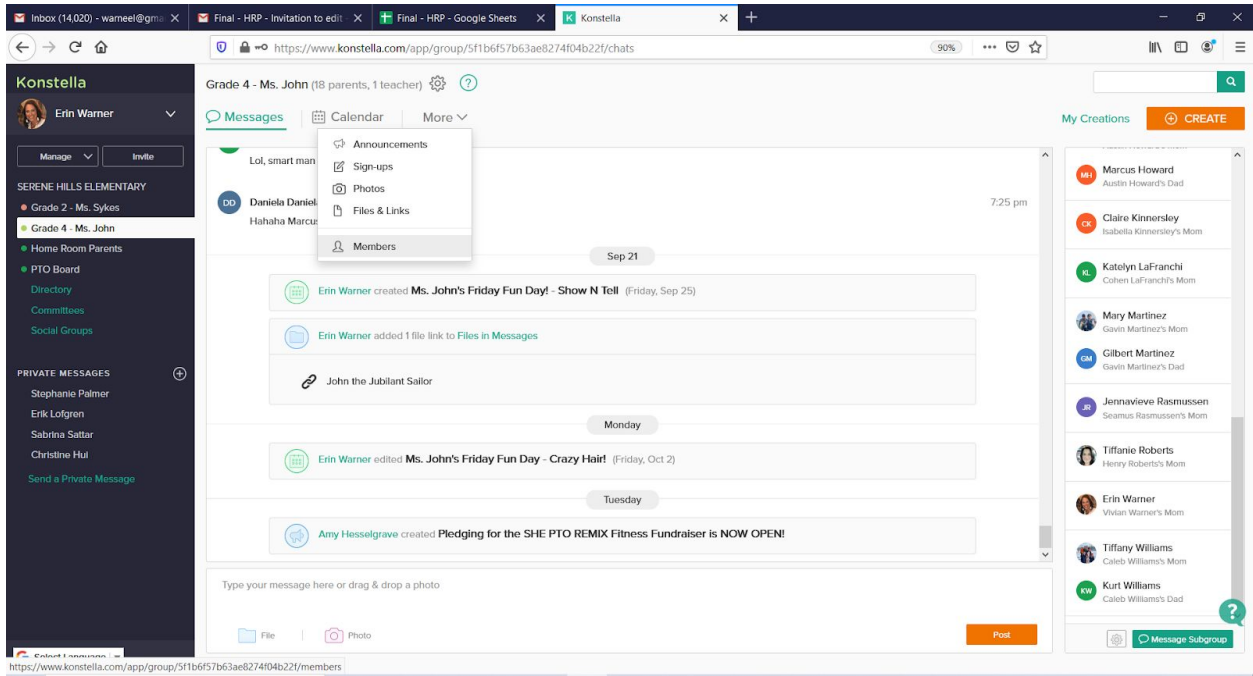 Inbox (14,020) - warneel@gma
Final - HRP - Invitation to edit -
Final - HRP - Google Sheets
Konstella
https://www.konstella.com/app/group/5f1b6f57b63ae8274f04b22f/chats
90%
Konstella
Erin Warner
Manage
Invite
SERENE HILLS ELEMENTARY
Grade 2 - Ms. Sykes
Grade 4 - Ms. John
Home Room Parents
PTO Board
Directory
Committees
Social Groups
PRIVATE MESSAGES
Stephanie Palmer
Erik Lofgren
Sabrina Sattar
Christine Hui
Send a Private Message
Select Language
https://www.konstella.com/app/group/5f1b6f57b63ae8274f04b22f/members
Grade 4 - Ms. John (18 parents, 1 teacher)
?
Messages
Calendar
More
My Creations
CREATE
Announcements
Sign-ups
Photos
Files & Links
Members
Lol, smart man
DD
Daniela Daniel
7:25 pm
Hahaha Marcu
Sep 21
Erin Warner created Ms. John's Friday Fun Day! - Show N Tell (Friday, Sep 25)
Erin Warner added 1 file link to Files in Messages
John the Jubilant Sailor
Monday
Erin Warner edited Ms. John's Friday Fun Day - Crazy Hair! (Friday, Oct 2)
Tuesday
Amy Hesselgrave created Pledging for the SHE PTO REMIX Fitness Fundraiser is NOW OPEN!
Type your message here or drag & drop a photo
File
Photo
Post
MH
Marcus Howard
Austin Howard's Dad
CK
Claire Kinnersley
Isabella Kinnersley's Mom
KL
Katelyn LaFranchi
Cohen LaFranchi's Mom
Mary Martinez
Gavin Martinez's Mom
GM
Gilbert Martinez
Gavin Martinez's Dad
JR
Jennavieve Rasmussen
Seamus Rasmussen's Mom
Tiffanie Roberts
Henry Roberts's Mom
Erin Warner
Vivian Warner's Mom
Tiffany Williams
Caleb Williams's Mom
KW
Kurt Williams
Caleb Williams's Dad
?
Message Subgroup